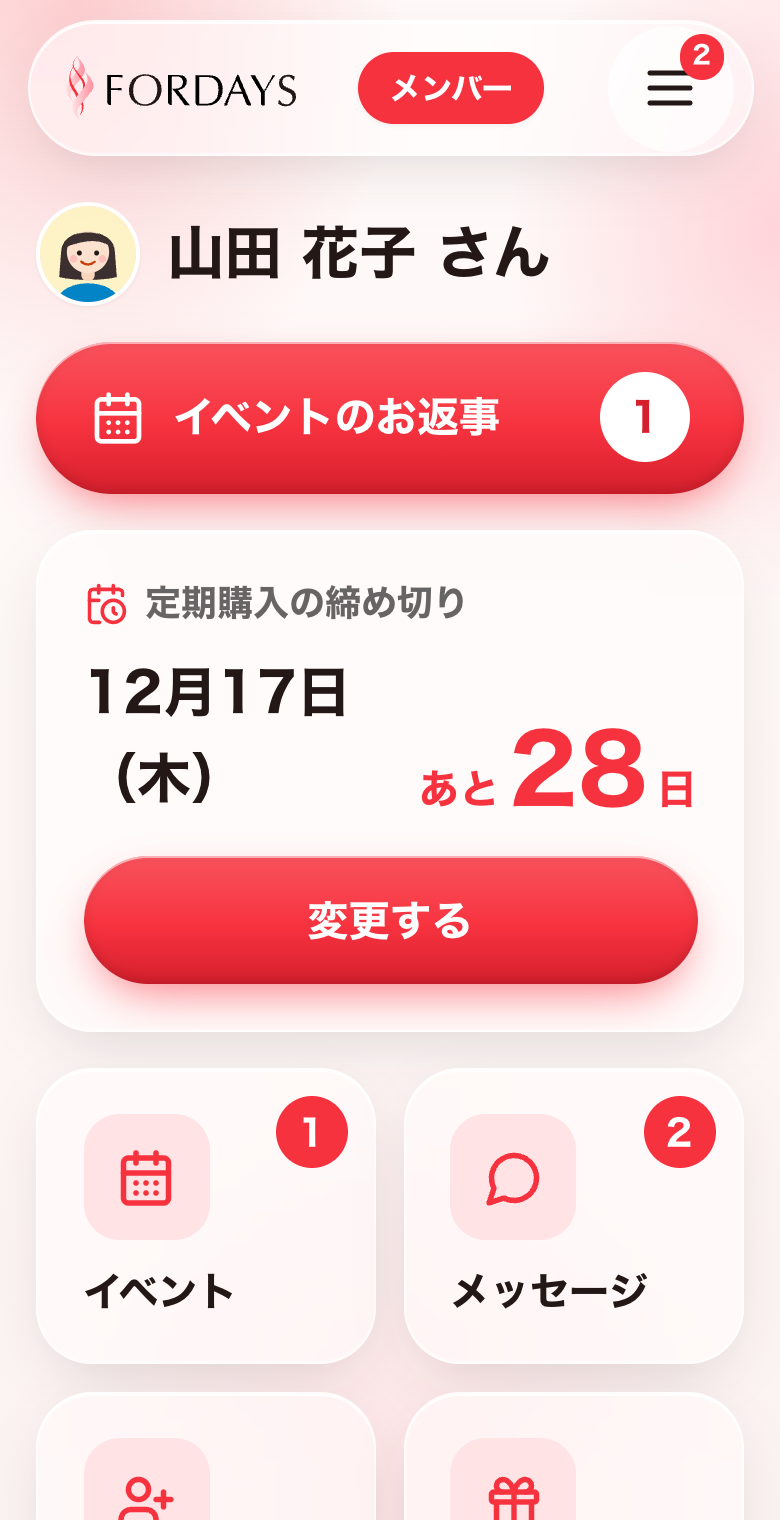 FORDAYS
メンバー
2
山田 花子 さん
イベントのお返事
1
定期購入の締め切り
12月17日
（木）
あと28日
変更する
1
イベント
2
メッセージ